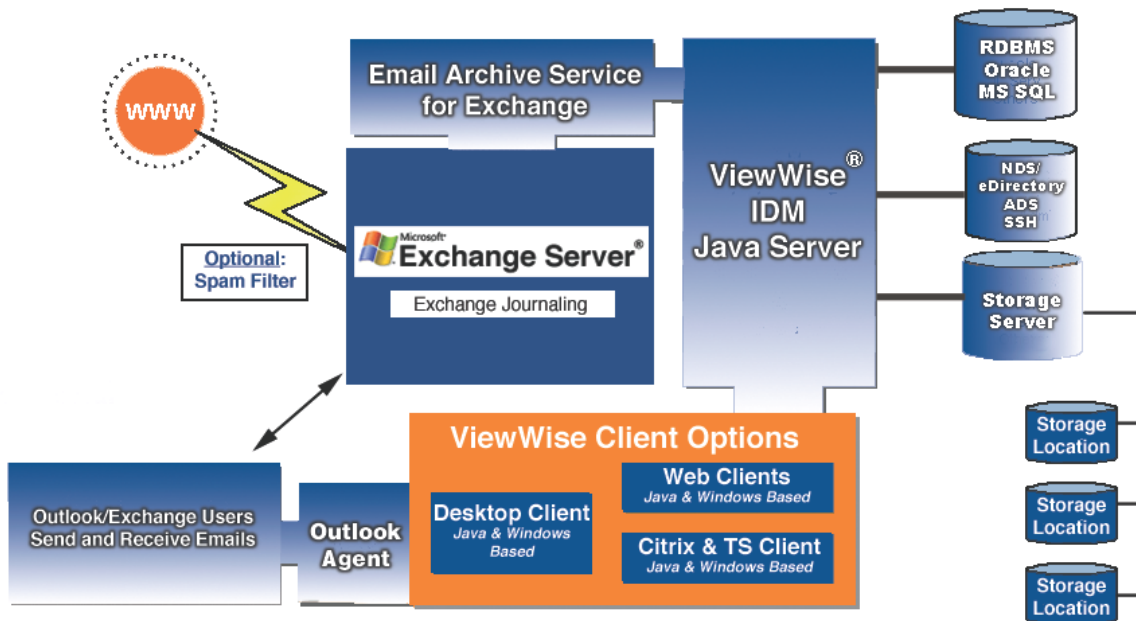 Email Archive Service
for Exchange
WWW
Optional:
Spam Filter
Microsoft®
Exchange Server®
Exchange Journaling
ViewWise®
IDM
Java Server
RDBMS
Oracle
MS SQL
NDS/
eDirectory
ADS
SSH
Storage
Server
Storage
Location
Storage
Location
Storage
Location
ViewWise Client Options
Desktop Client
Java & Windows
Based
Web Clients
Java & Windows Based
Citrix & TS Client
Java & Windows Based
Outlook/Exchange Users
Send and Receive Emails
Outlook
Agent